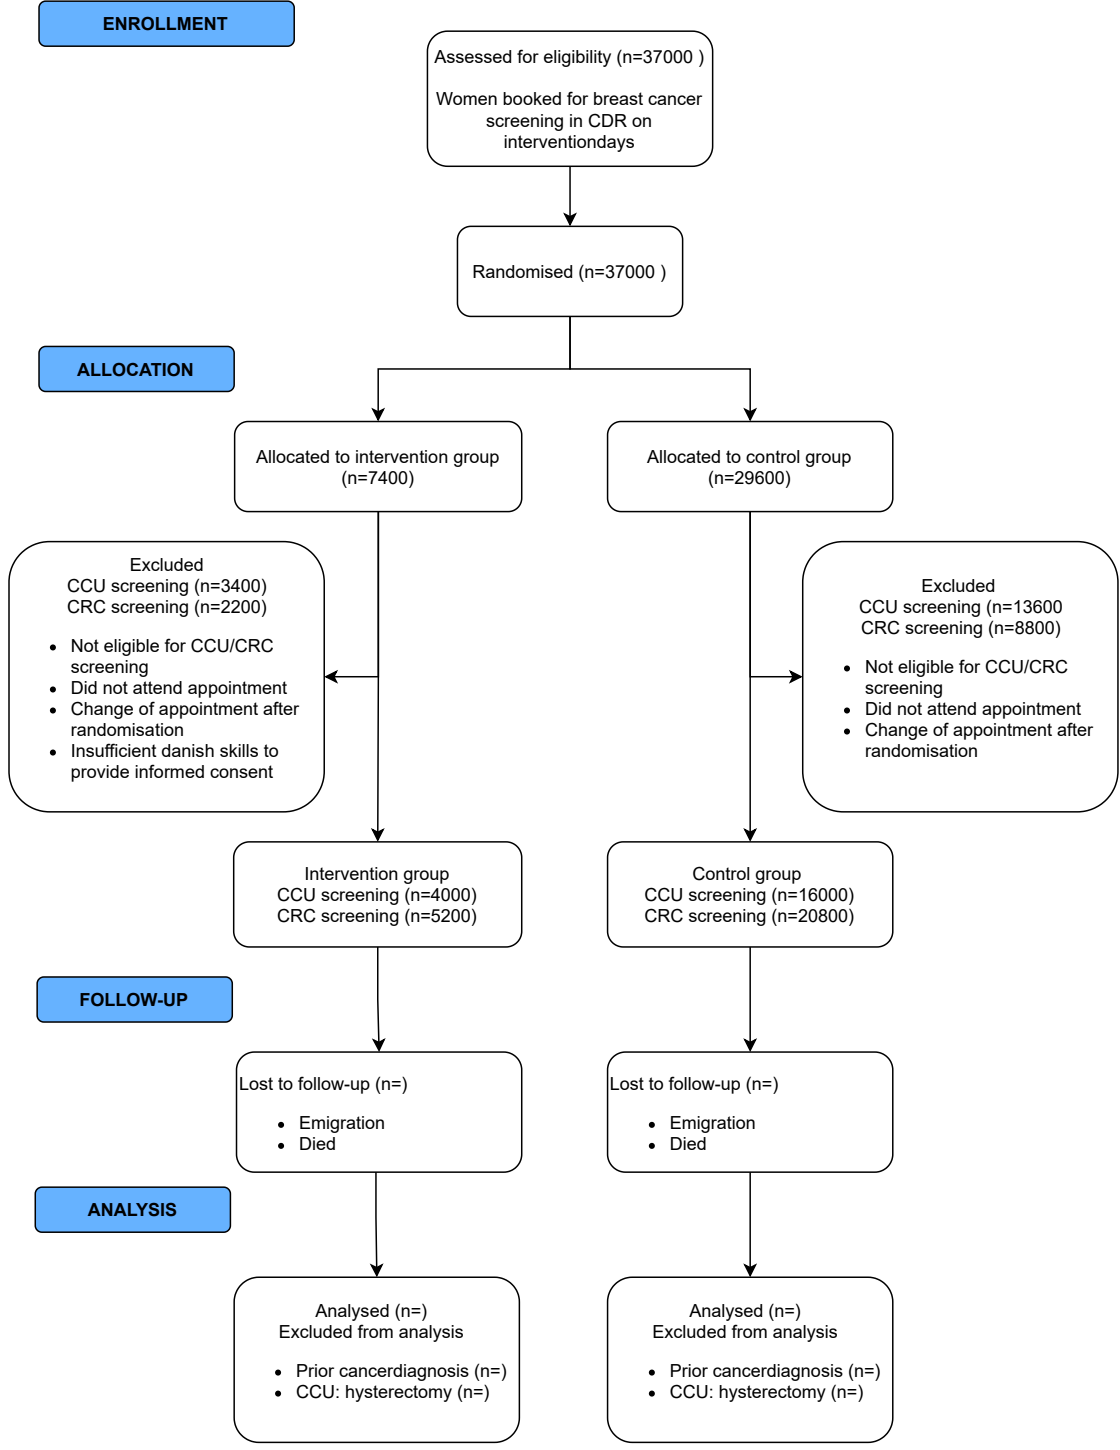 ENROLLMENT
Assessed for eligibility (n=37000 )
Women booked for breast cancer
screening in CDR on
interventiondays
Randomised (n=37000 )
ALLOCATION
Allocated to intervention group
(n=7400)
Allocated to control group
(n=29600)
Excluded
CCU screening (n=3400)
CRC screening (n=2200)
• Not eligible for CCU/CRC
screening
• Did not attend appointment
• Change of appointment after
randomisation
• Insufficient danish skills to
provide informed consent
Excluded
CCU screening (n=13600
CRC screening (n=8800)
• Not eligible for CCU/CRC
screening
• Did not attend appointment
• Change of appointment after
randomisation
Intervention group
CCU screening (n=4000)
CRC screening (n=5200)
Control group
CCU screening (n=16000)
CRC screening (n=20800)
FOLLOW-UP
Lost to follow-up (n=)
• Emigration
• Died
Lost to follow-up (n=)
• Emigration
• Died
ANALYSIS
Analysed (n=)
Excluded from analysis
• Prior cancerdiagnosis (n=)
• CCU: hysterectomy (n=)
Analysed (n=)
Excluded from analysis
• Prior cancerdiagnosis (n=)
• CCU: hysterectomy (n=)